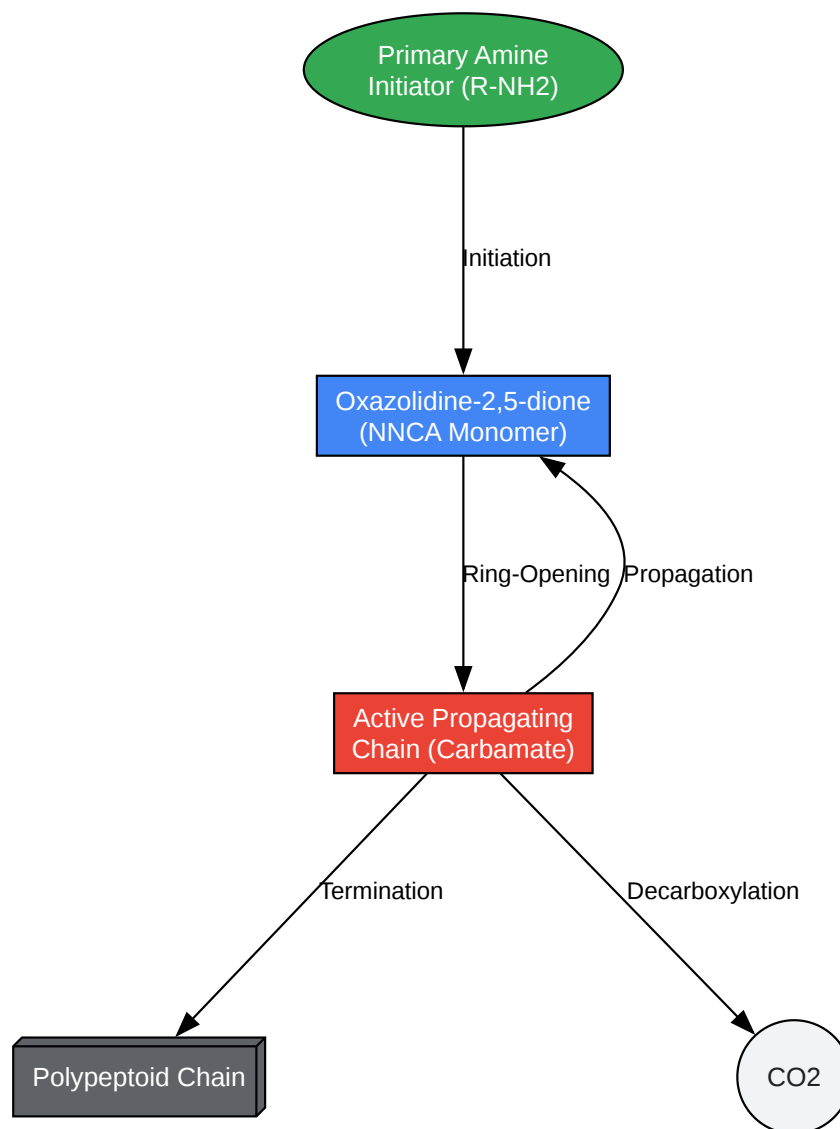 Primary Amine
Initiator (R-NH2)
Initiation
Oxazolidine-2,5-dione
(NNCA Monomer)
Ring-Opening
Propagation
Active Propagating
Chain (Carbamate)
Termination
Decarboxylation
Polypeptoid Chain
CO2